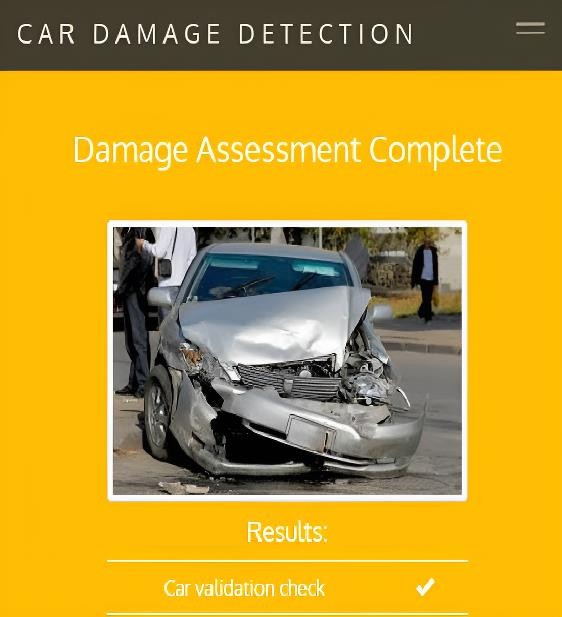 CAR DAMAGE DETECTION
Damage Assessment Complete
Results:
Car validation check